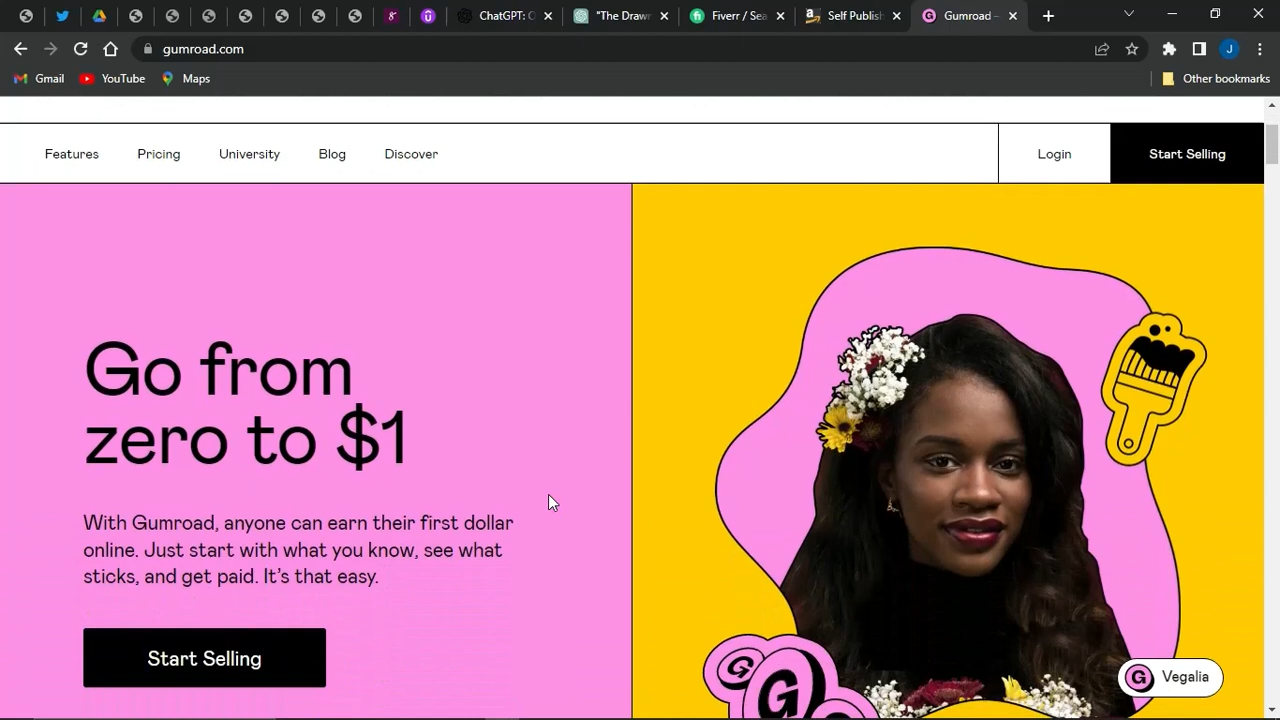 ChatGPT: O
"The Drawn
Fiverr / Sea
Self Publish
Gumroad –
gumroad.com
J
Gmail
YouTube
Maps
Other bookmarks
Features
Pricing
University
Blog
Discover
Login
Start Selling
Go from
zero to $1
With Gumroad, anyone can earn their first dollar
online. Just start with what you know, see what
sticks, and get paid. It's that easy.
Start Selling
G
G
G
Vegalia